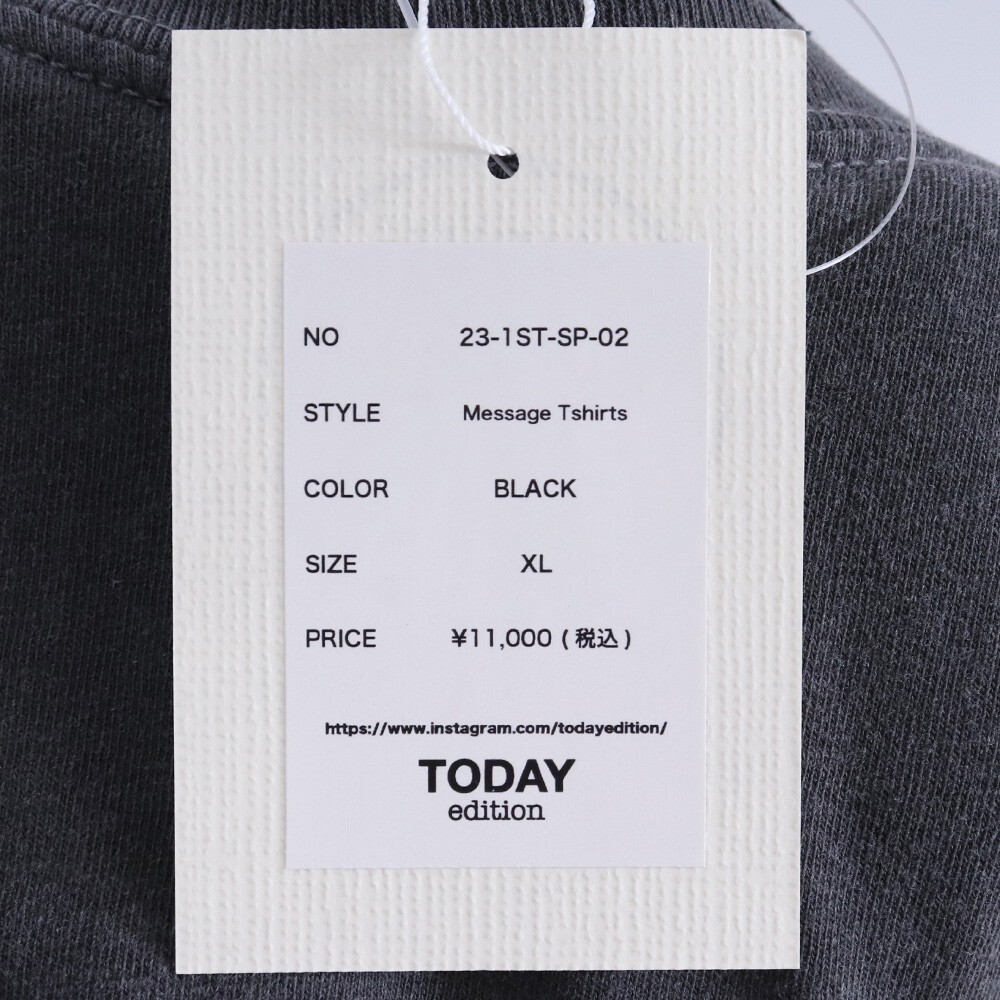 NO 23-1ST-SP-02
STYLE Message Tshirts
COLOR BLACK
SIZE XL
PRICE ¥11,000 (税込)
https://www.instagram.com/todayedition/
TODAY
edition